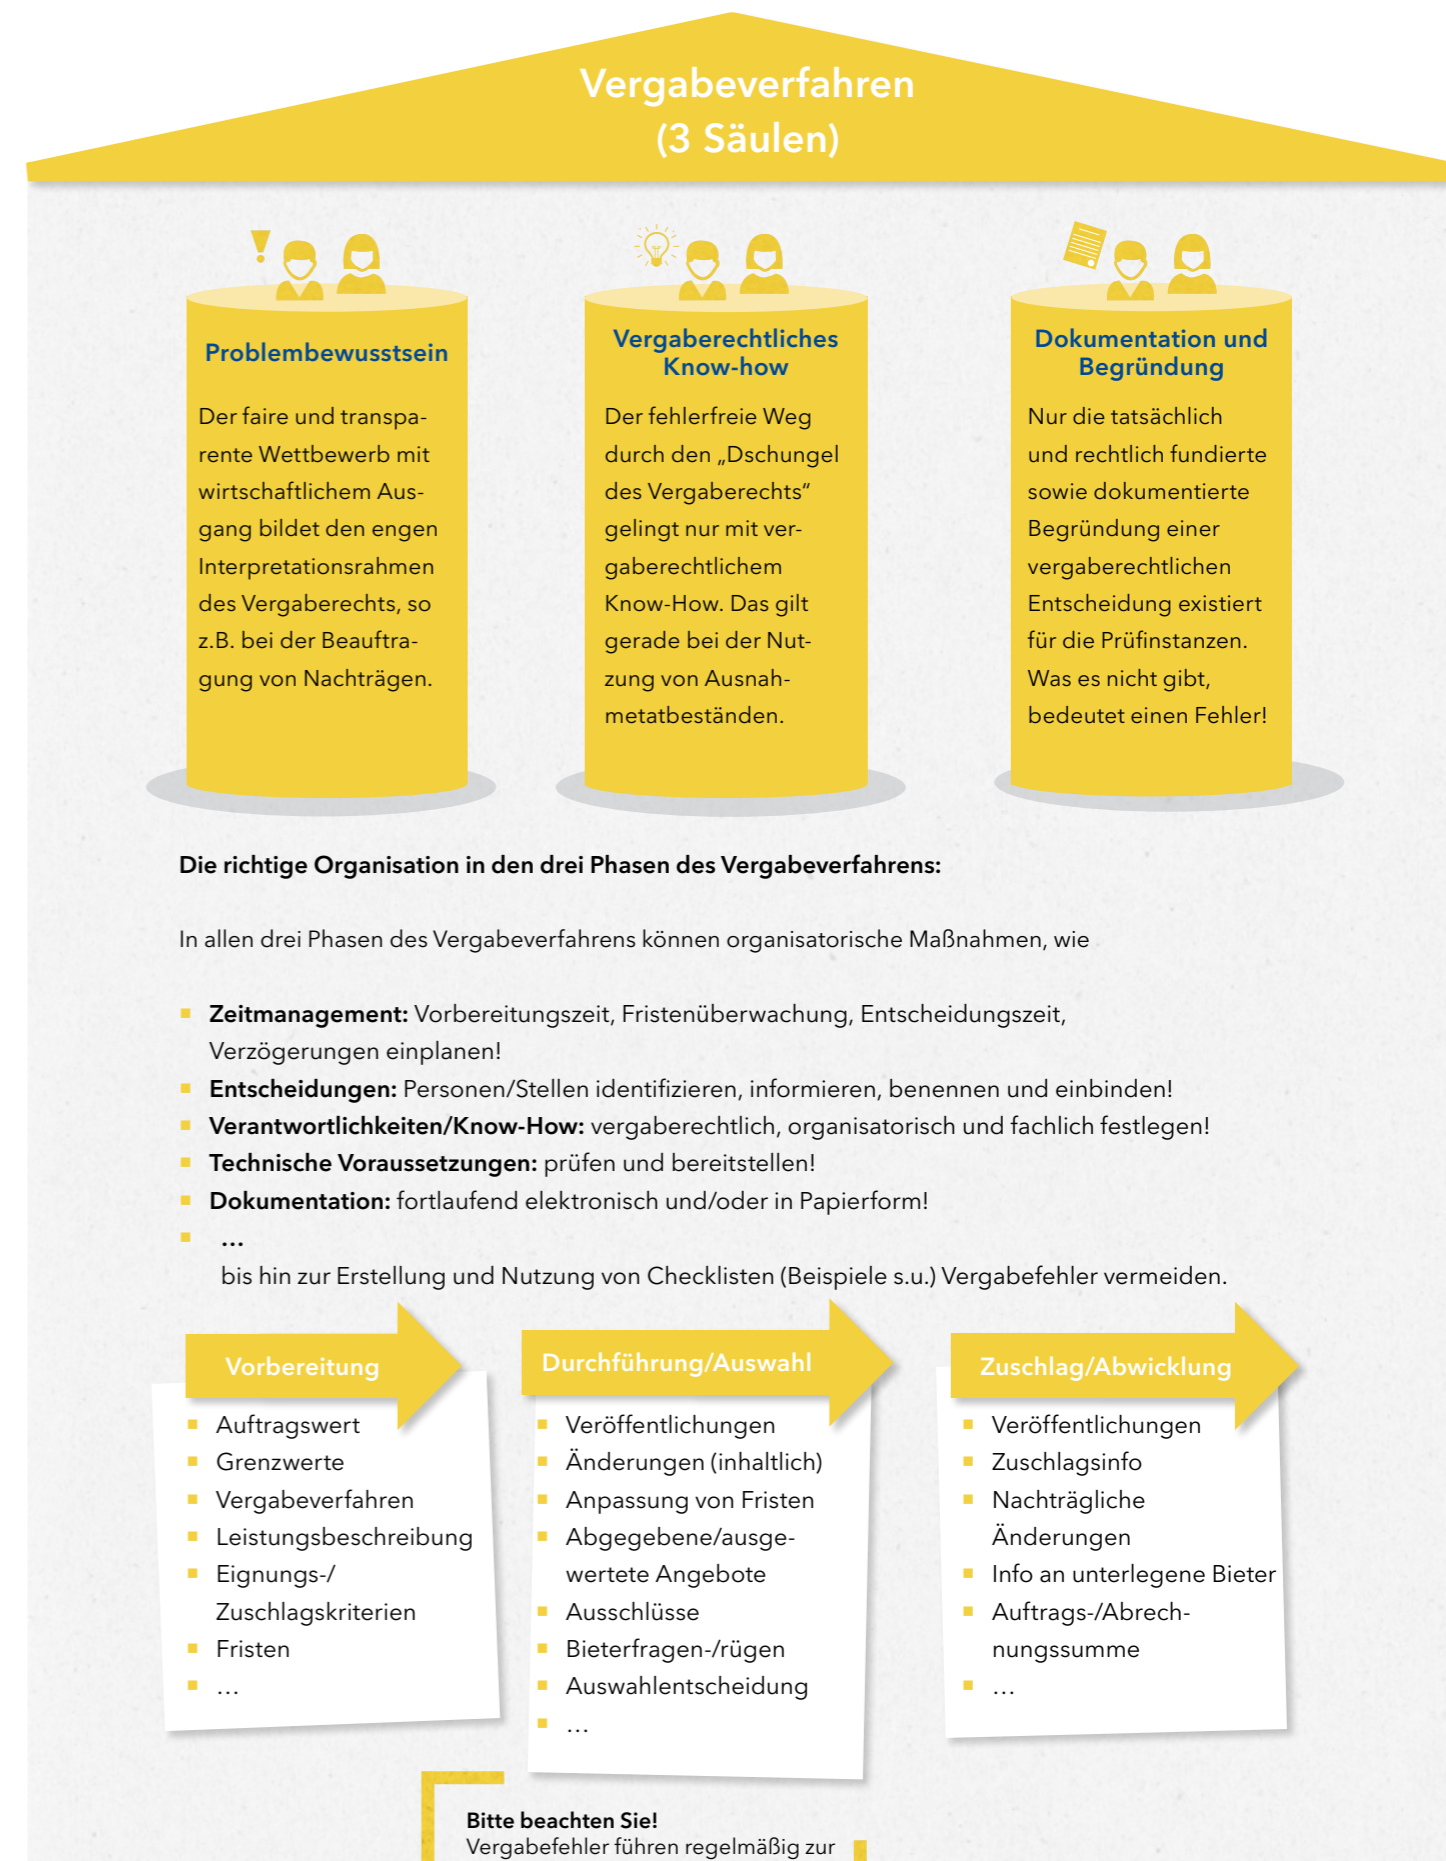 Vergabeverfahren
(3 Säulen)
Problembewusstsein
Der faire und transpa-
rente Wettbewerb mit
wirtschaftlichem Aus-
gang bildet den engen
Interpretationsrahmen
des Vergaberechts, so
z.B. bei der Beauftra-
gung von Nachträgen.
Vergaberechtliches
Know-how
Der fehlerfreie Weg
durch den „Dschungel
des Vergaberechts“
gelingt nur mit ver-
gaberechtlichem
Know-How. Das gilt
gerade bei der Nut-
zung von Ausnah-
metatbeständen.
Dokumentation und
Begründung
Nur die tatsächlich
und rechtlich fundierte
sowie dokumentierte
Begründung einer
vergaberechtlichen
Entscheidung existiert
für die Prüfinstanzen.
Was es nicht gibt,
bedeutet einen Fehler!
Die richtige Organisation in den drei Phasen des Vergabeverfahrens:
In allen drei Phasen des Vergabeverfahrens können organisatorische Maßnahmen, wie
Zeitmanagement: Vorbereitungszeit, Fristenüberwachung, Entscheidungszeit,
Verzögerungen einplanen!
Entscheidungen: Personen/Stellen identifizieren, informieren, benennen und einbinden!
Verantwortlichkeiten/Know-How: vergaberechtlich, organisatorisch und fachlich festlegen!
Technische Voraussetzungen: prüfen und bereitstellen!
Dokumentation: fortlaufend elektronisch und/oder in Papierform!
...
bis hin zur Erstellung und Nutzung von Checklisten (Beispiele s.u.) Vergabefehler vermeiden.
Vorbereitung
Auftragswert
Grenzwerte
Vergabeverfahren
Leistungsbeschreibung
Eignungs-/
Zuschlagskriterien
Fristen
...
Durchführung/Auswahl
Veröffentlichungen
Änderungen (inhaltlich)
Anpassung von Fristen
Abgegebene/ausge-
wertete Angebote
Ausschlüsse
Bieterfragen-/rügen
Auswahlentscheidung
...
Zuschlag/Abwicklung
Veröffentlichungen
Zuschlagsinfo
Nachträgliche
Änderungen
Info an unterlegene Bieter
Auftrags-/Abrech-
nungssumme
...
Bitte beachten Sie!
Vergabefehler führen regelmäßig zur